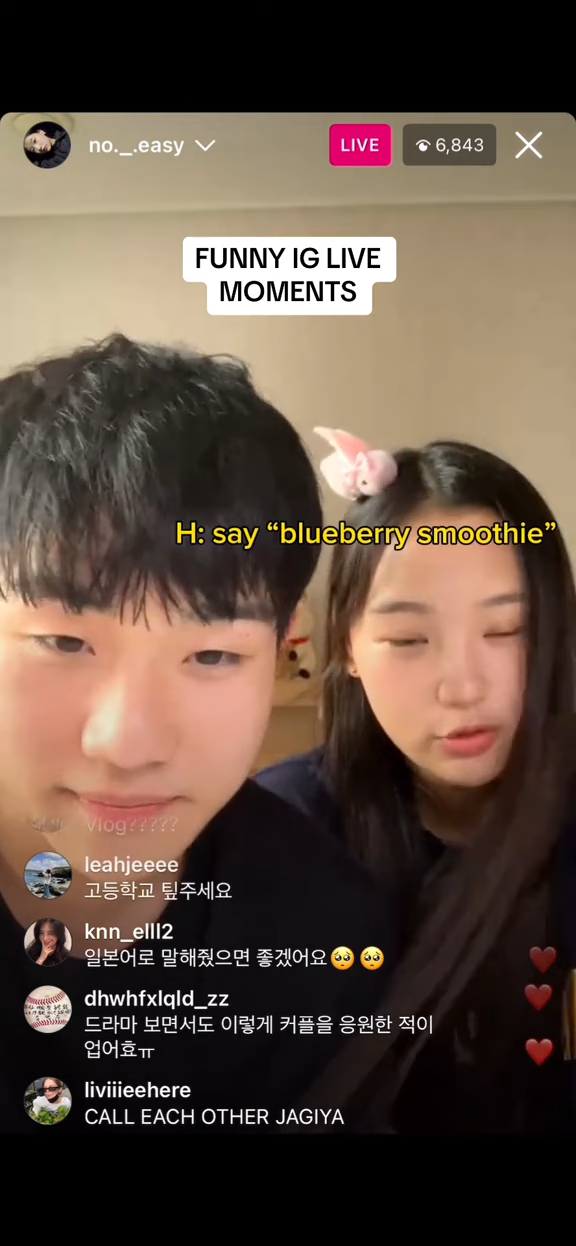 no._.easy
LIVE
6,843
FUNNY IG LIVE
MOMENTS
H: say “blueberry smoothie”
Vlog?????
leahjeeee
고등학교 팊주세요
knn_elll2
일본어로 말해줬으면 좋겠어요🥺🥺
dhwhfxlqld_zz
드라마 보면서도 이렇게 커플을 응원한 적이
업어효ㅠ
liviiieehere
CALL EACH OTHER JAGIYA